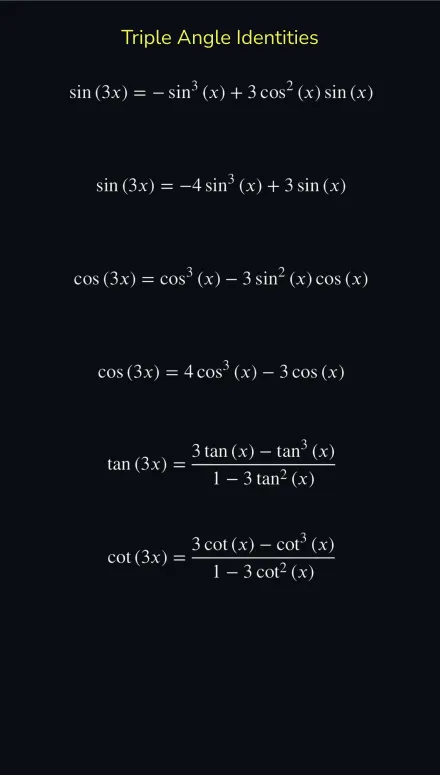 Triple Angle Identities
sin (3x) = − sin³ (x) + 3 cos² (x) sin (x)
sin (3x) = −4 sin³ (x) + 3 sin (x)
cos (3x) = cos³ (x) − 3 sin² (x) cos (x)
cos (3x) = 4 cos³ (x) − 3 cos (x)
tan (3x) = \frac{3 tan (x) − tan³ (x)}{1 − 3 tan² (x)}
cot (3x) = \frac{3 cot (x) − cot³ (x)}{1 − 3 cot² (x)}